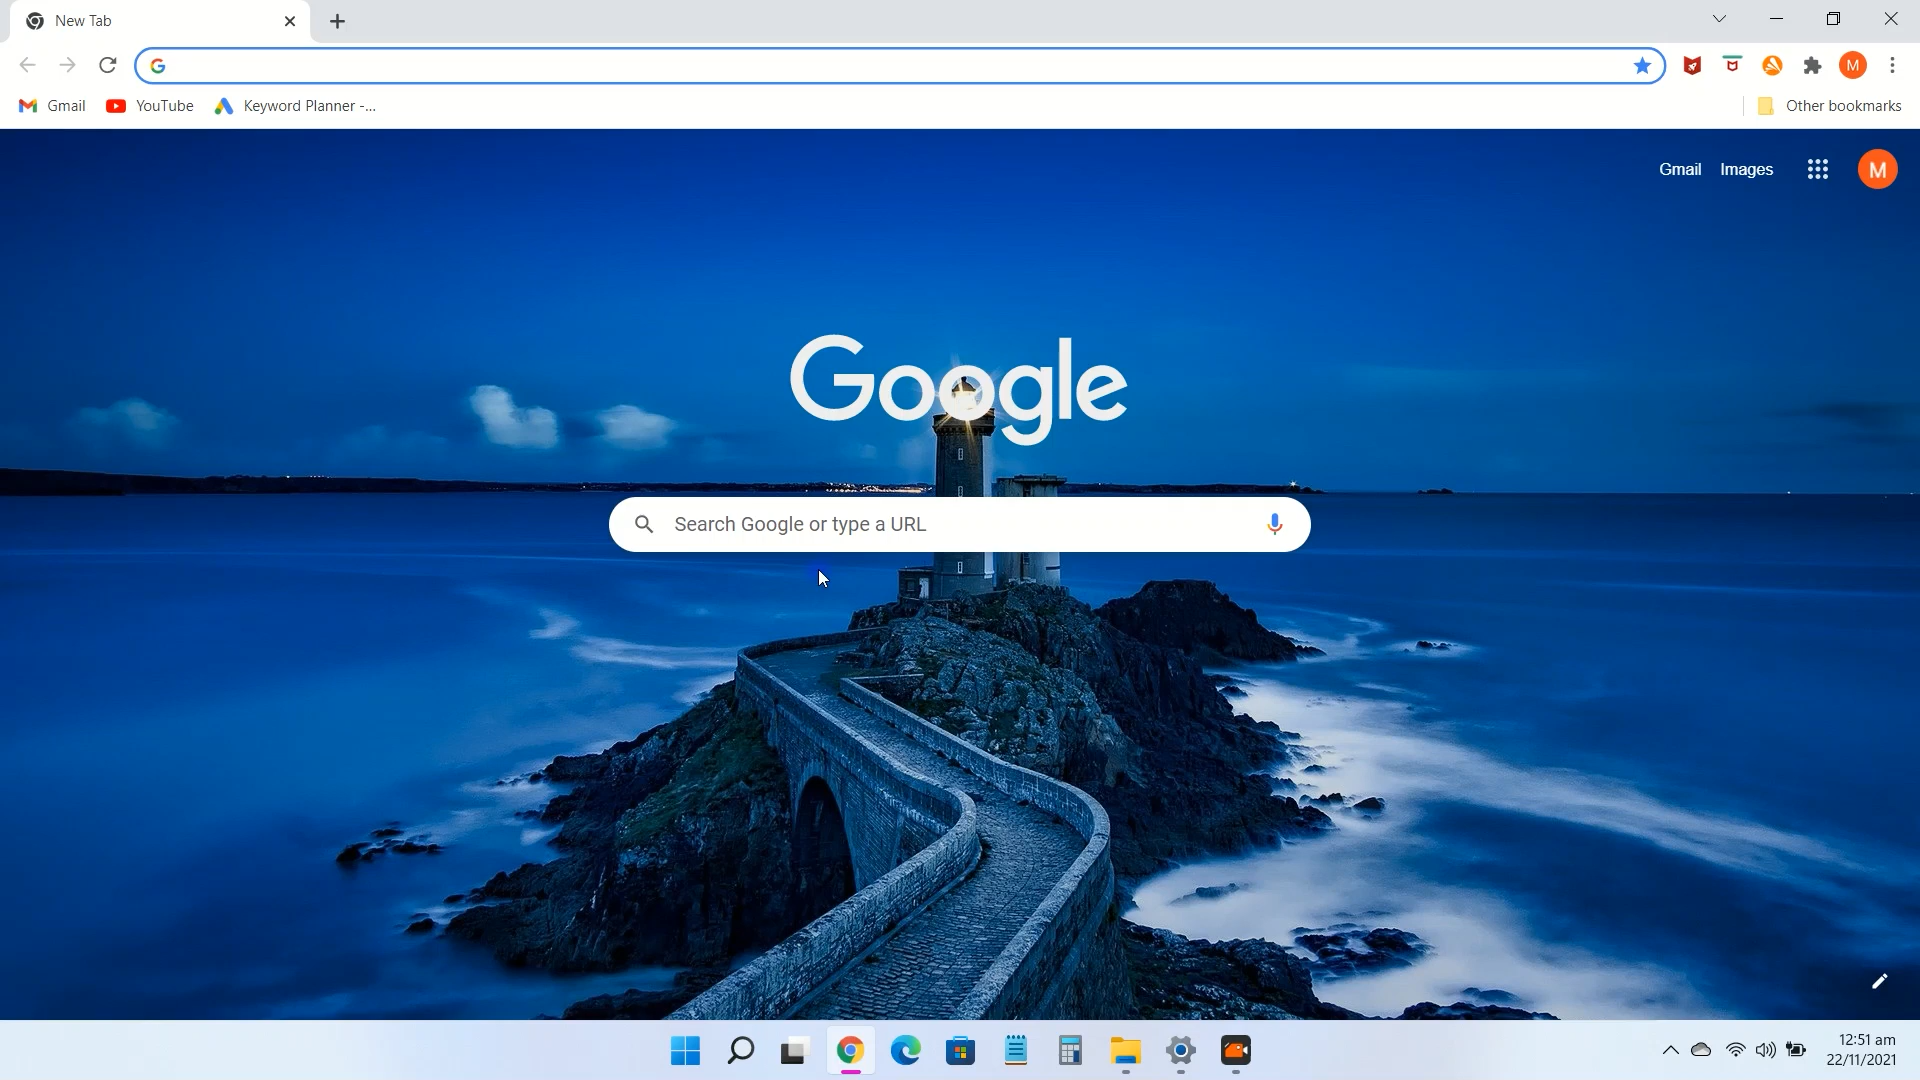 New Tab
Gmail
YouTube
Keyword Planner -...
Other bookmarks
M
Gmail
Images
M
Google
Search Google or type a URL
12:51 am
22/11/2021